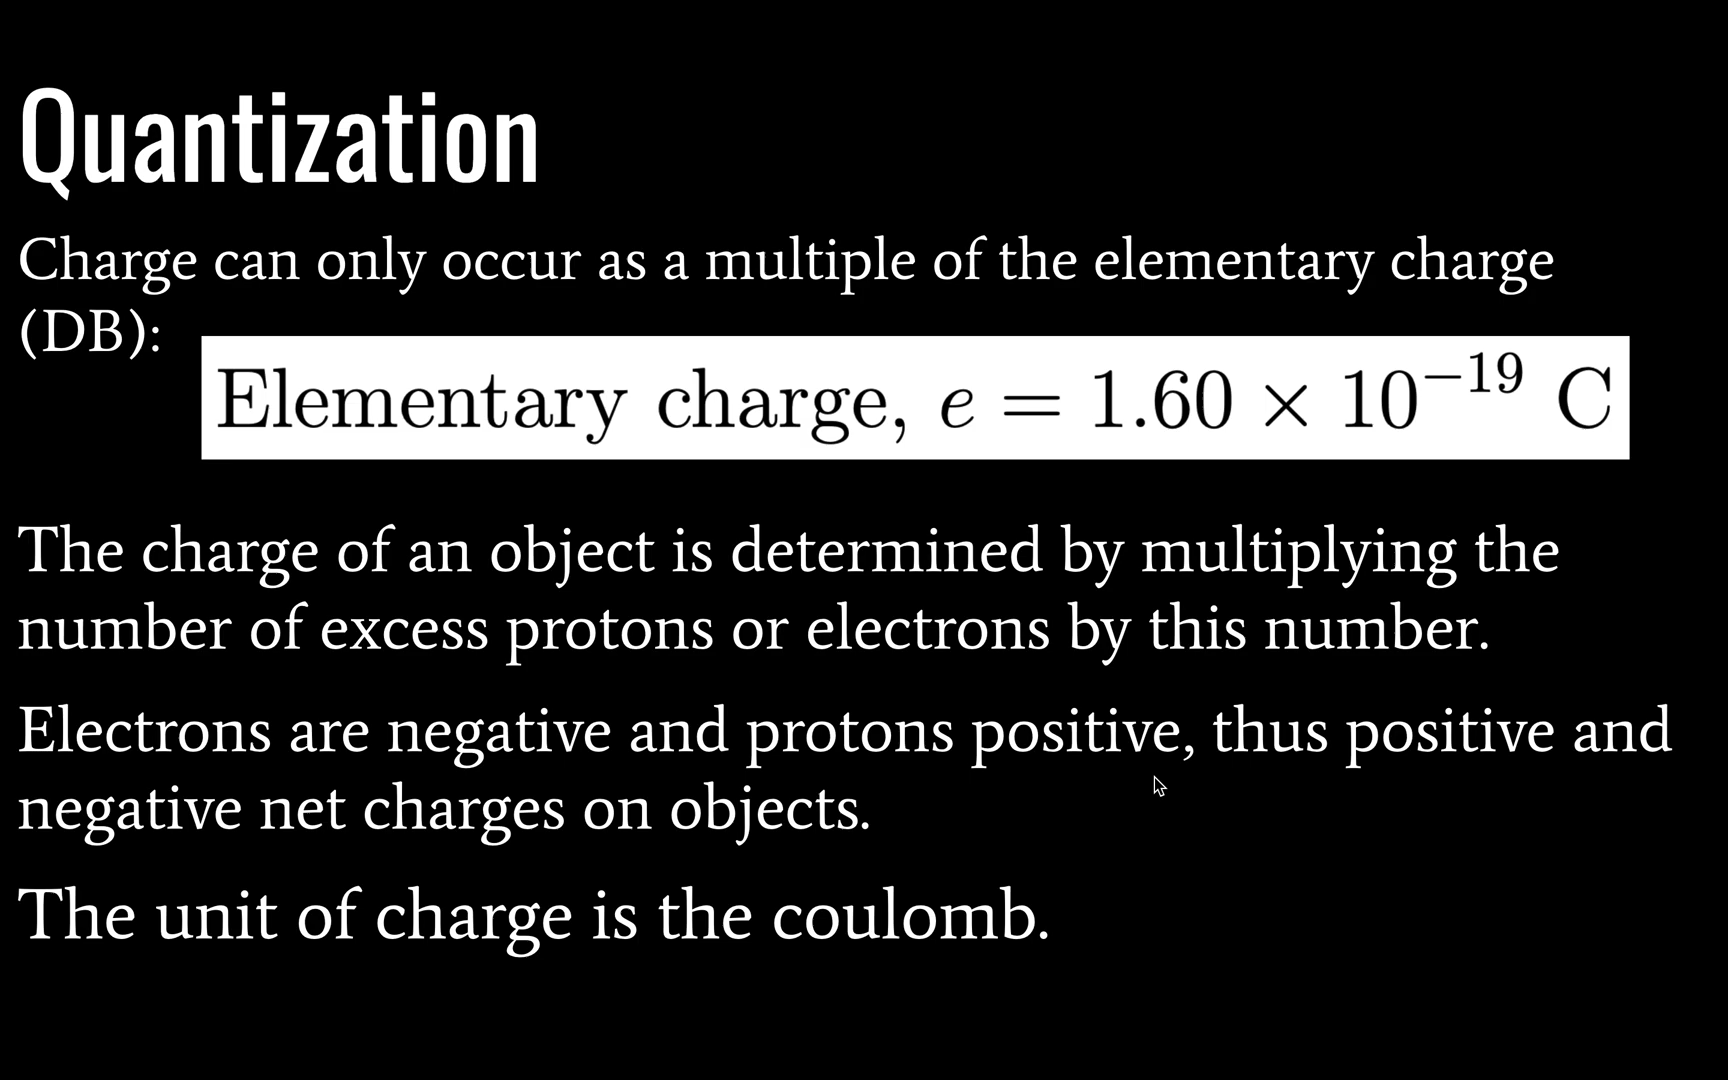 Quantization
Charge can only occur as a multiple of the elementary charge
(DB):
Elementary charge, e = 1.60 × 10⁻¹⁹ C
The charge of an object is determined by multiplying the
number of excess protons or electrons by this number.
Electrons are negative and protons positive, thus positive and
negative net charges on objects.
The unit of charge is the coulomb.